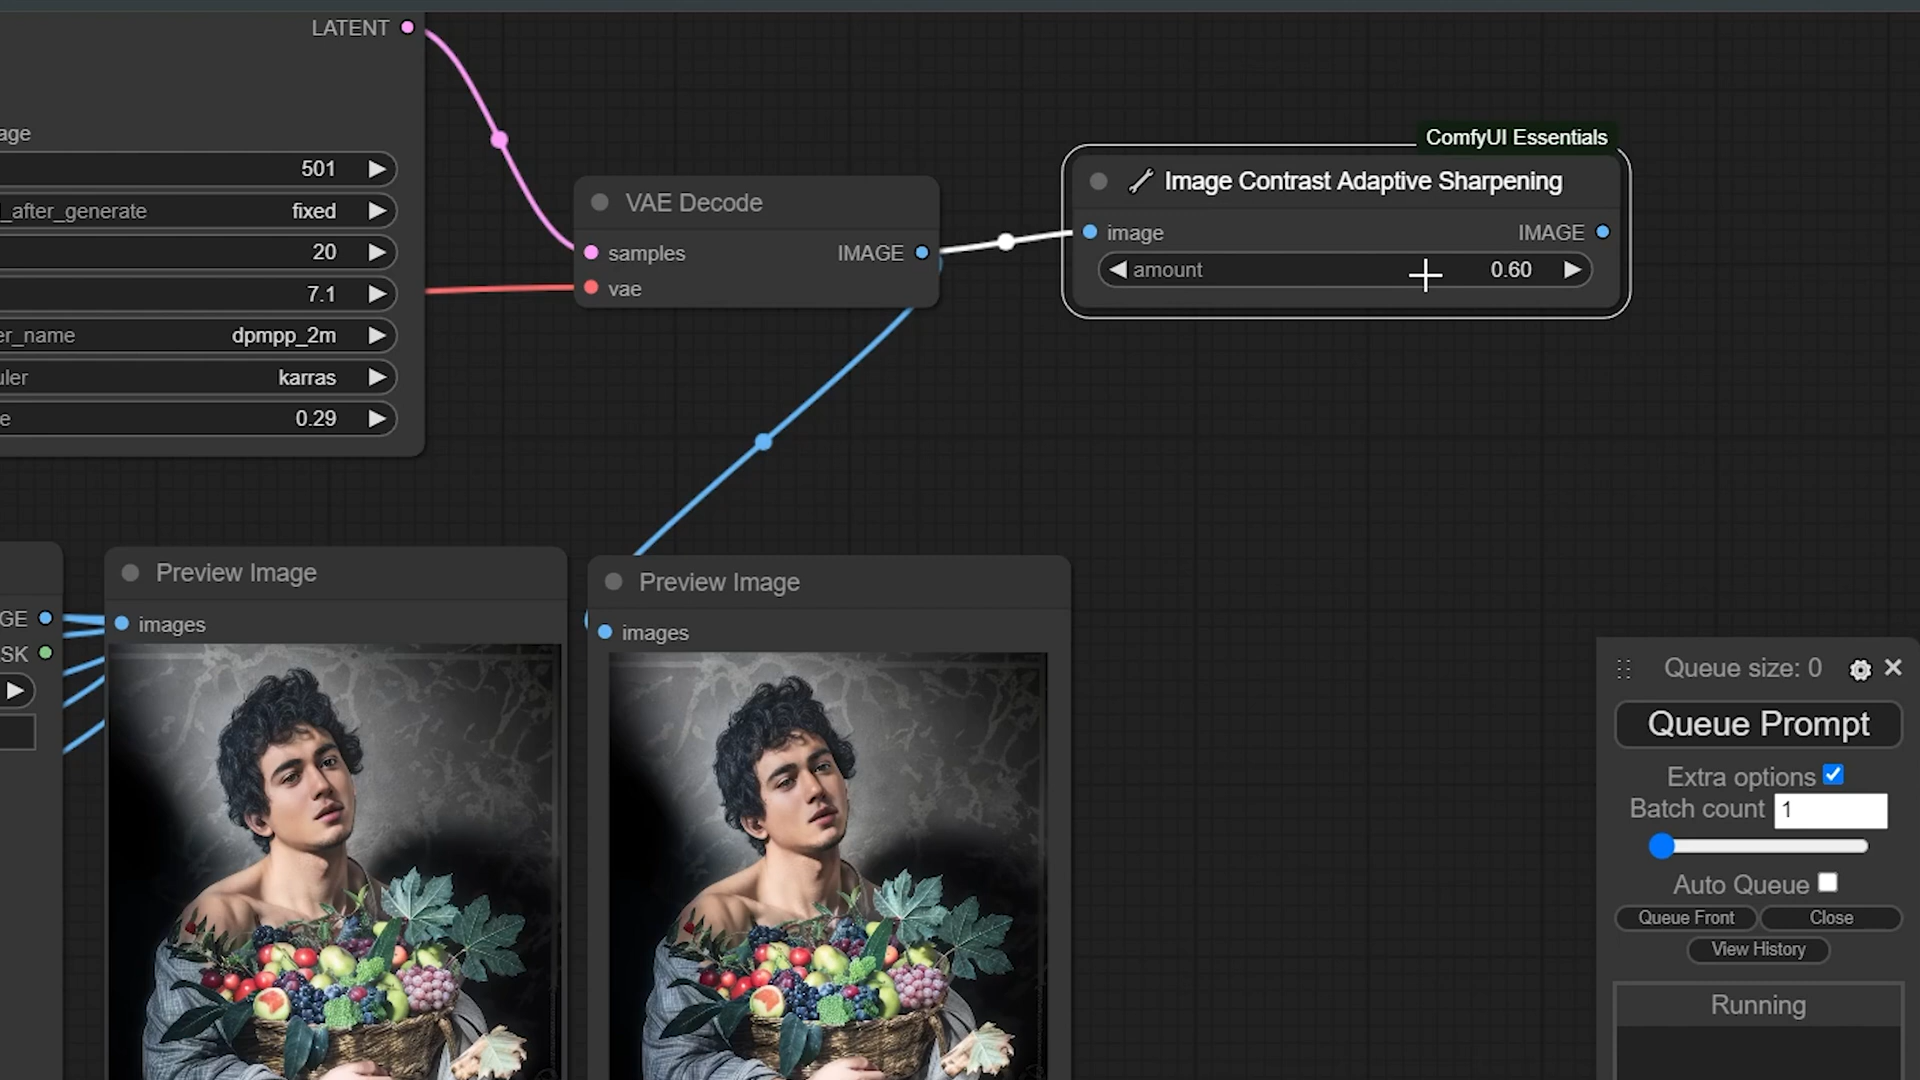 LATENT
age
501
_after_generate fixed
20
7.1
er_name dpmpp_2m
uler karras
e 0.29
VAE Decode
samples IMAGE
vae
ComfyUI Essentials
Image Contrast Adaptive Sharpening
image IMAGE
amount 0.60
GE
SK
Preview Image
images
Preview Image
images
Queue size: 0
Queue Prompt
Extra options
Batch count 1
Auto Queue
Queue Front Close
View History
Running